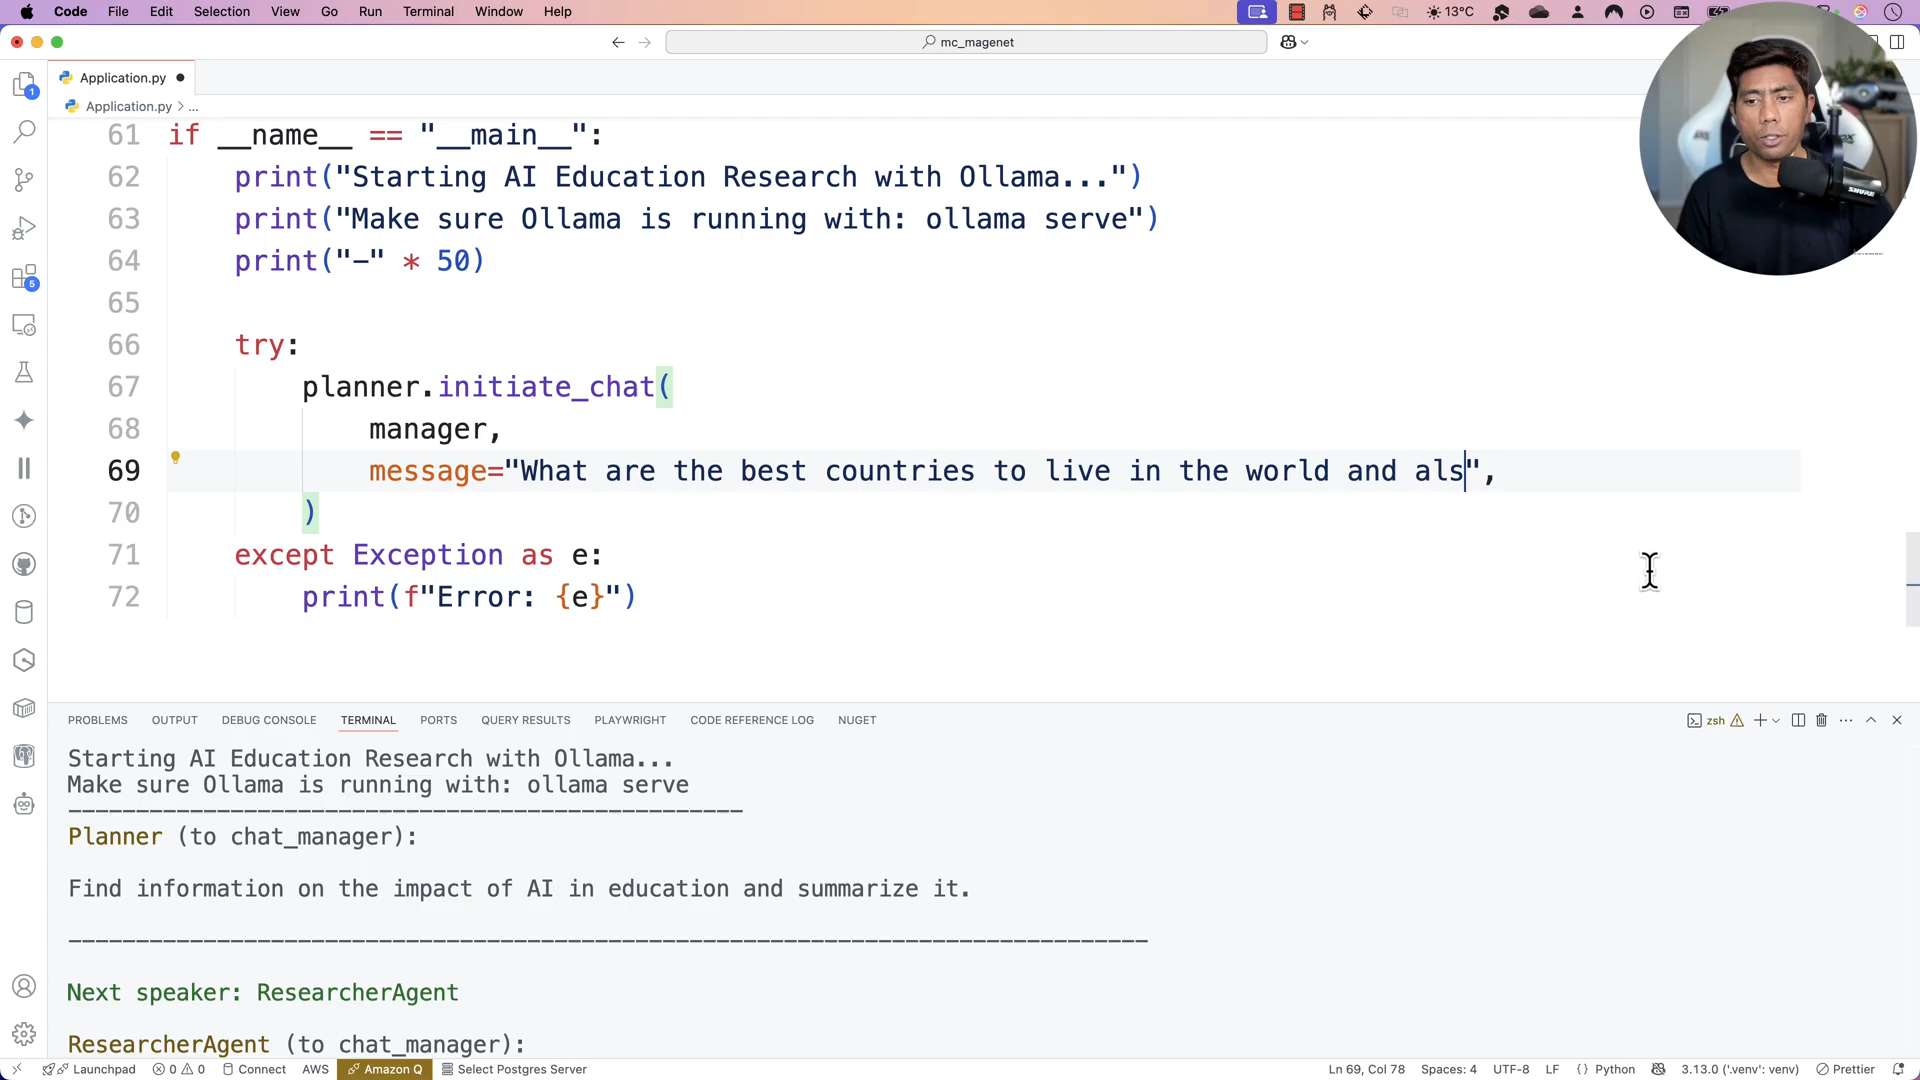 Code File Edit Selection View Go Run Terminal Window Help 13°C
mc_magenet
Application.py
Application.py > ...
61 if __name__ == "__main__":
62 print("Starting AI Education Research with Ollama...")
63 print("Make sure Ollama is running with: ollama serve")
64 print("-" * 50)
65
66 try:
67 planner.initiate_chat(
68 manager,
69 message="What are the best countries to live in the world and als",
70 )
71 except Exception as e:
72 print(f"Error: {e}")
PROBLEMS OUTPUT DEBUG CONSOLE TERMINAL PORTS QUERY RESULTS PLAYWRIGHT CODE REFERENCE LOG NUGET zsh
Starting AI Education Research with Ollama...
Make sure Ollama is running with: ollama serve
--------------------------------------------------
Planner (to chat_manager):
Find information on the impact of AI in education and summarize it.
--------------------------------------------------------------------------------
Next speaker: ResearcherAgent
ResearcherAgent (to chat_manager):
Launchpad 0 0 Connect AWS Amazon Q Select Postgres Server Ln 69, Col 78 Spaces: 4 UTF-8 LF {} Python 3.13.0 ('.venv': venv) Prettier
1
5
SHURE